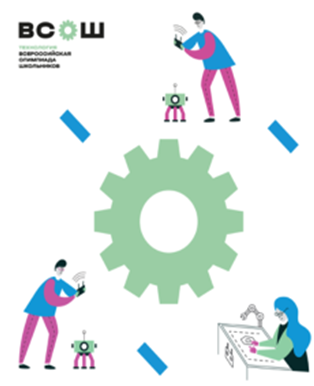 ВСОШ
ТЕХНОЛОГИЯ
ВСЕРОССИЙСКАЯ
ОЛИМПИАДА
ШКОЛЬНИКОВ